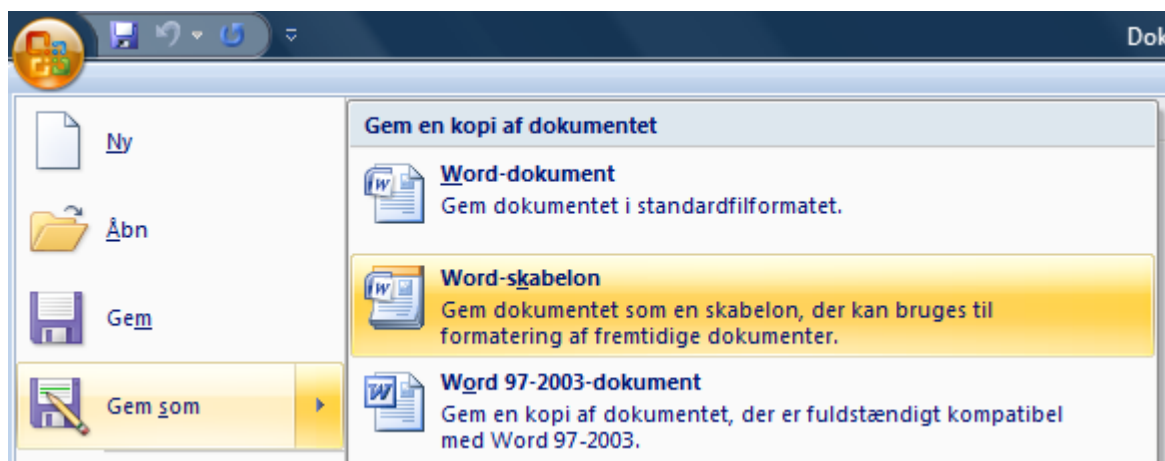 Dok
Ny
Åbn
Gem
Gem som
Gem en kopi af dokumentet
Word-dokument
Gem dokumentet i standardfilformatet.
Word-skabelon
Gem dokumentet som en skabelon, der kan bruges til
formatering af fremtidige dokumenter.
Word 97-2003-dokument
Gem en kopi af dokumentet, der er fuldstændigt kompatibel
med Word 97-2003.